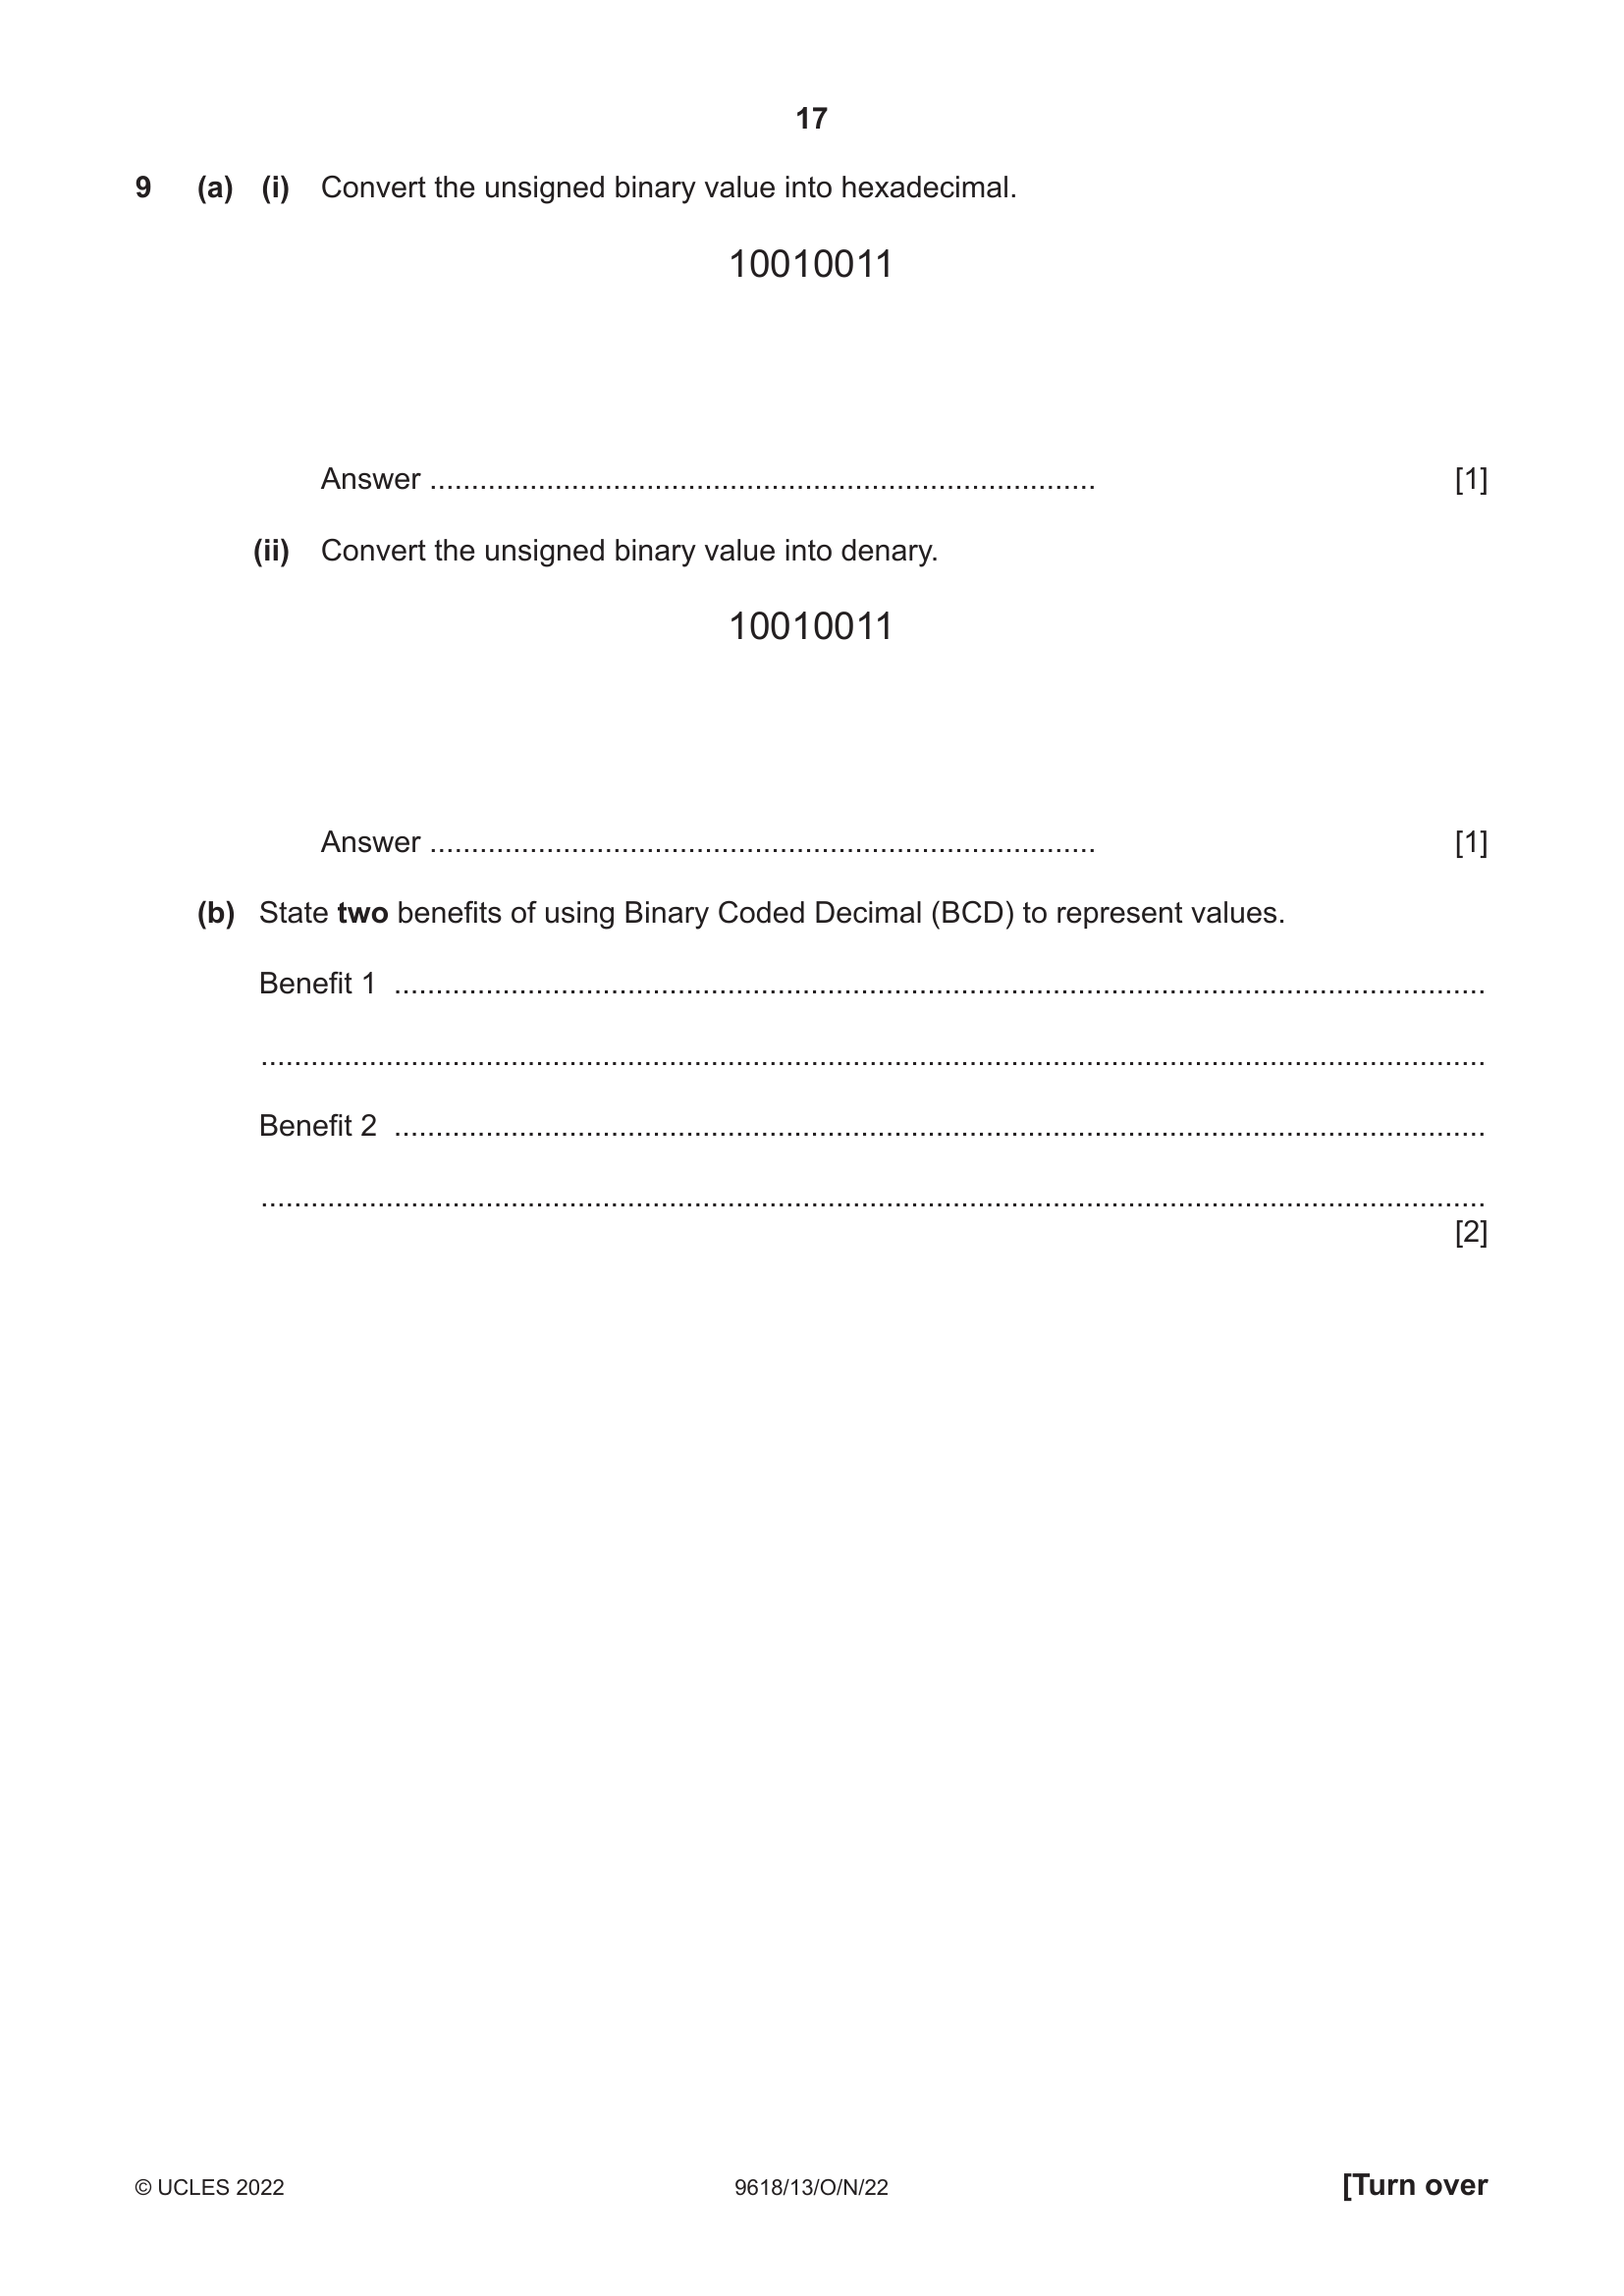 17
9 (a) (i) Convert the unsigned binary value into hexadecimal.
10010011
Answer ................................................................................ [1]
(ii) Convert the unsigned binary value into denary.
10010011
Answer ................................................................................ [1]
(b) State two benefits of using Binary Coded Decimal (BCD) to represent values.
Benefit 1 ...................................................................................................................................
...................................................................................................................................................
Benefit 2 ...................................................................................................................................
...................................................................................................................................................
[2]
© UCLES 2022 9618/13/O/N/22 [Turn over